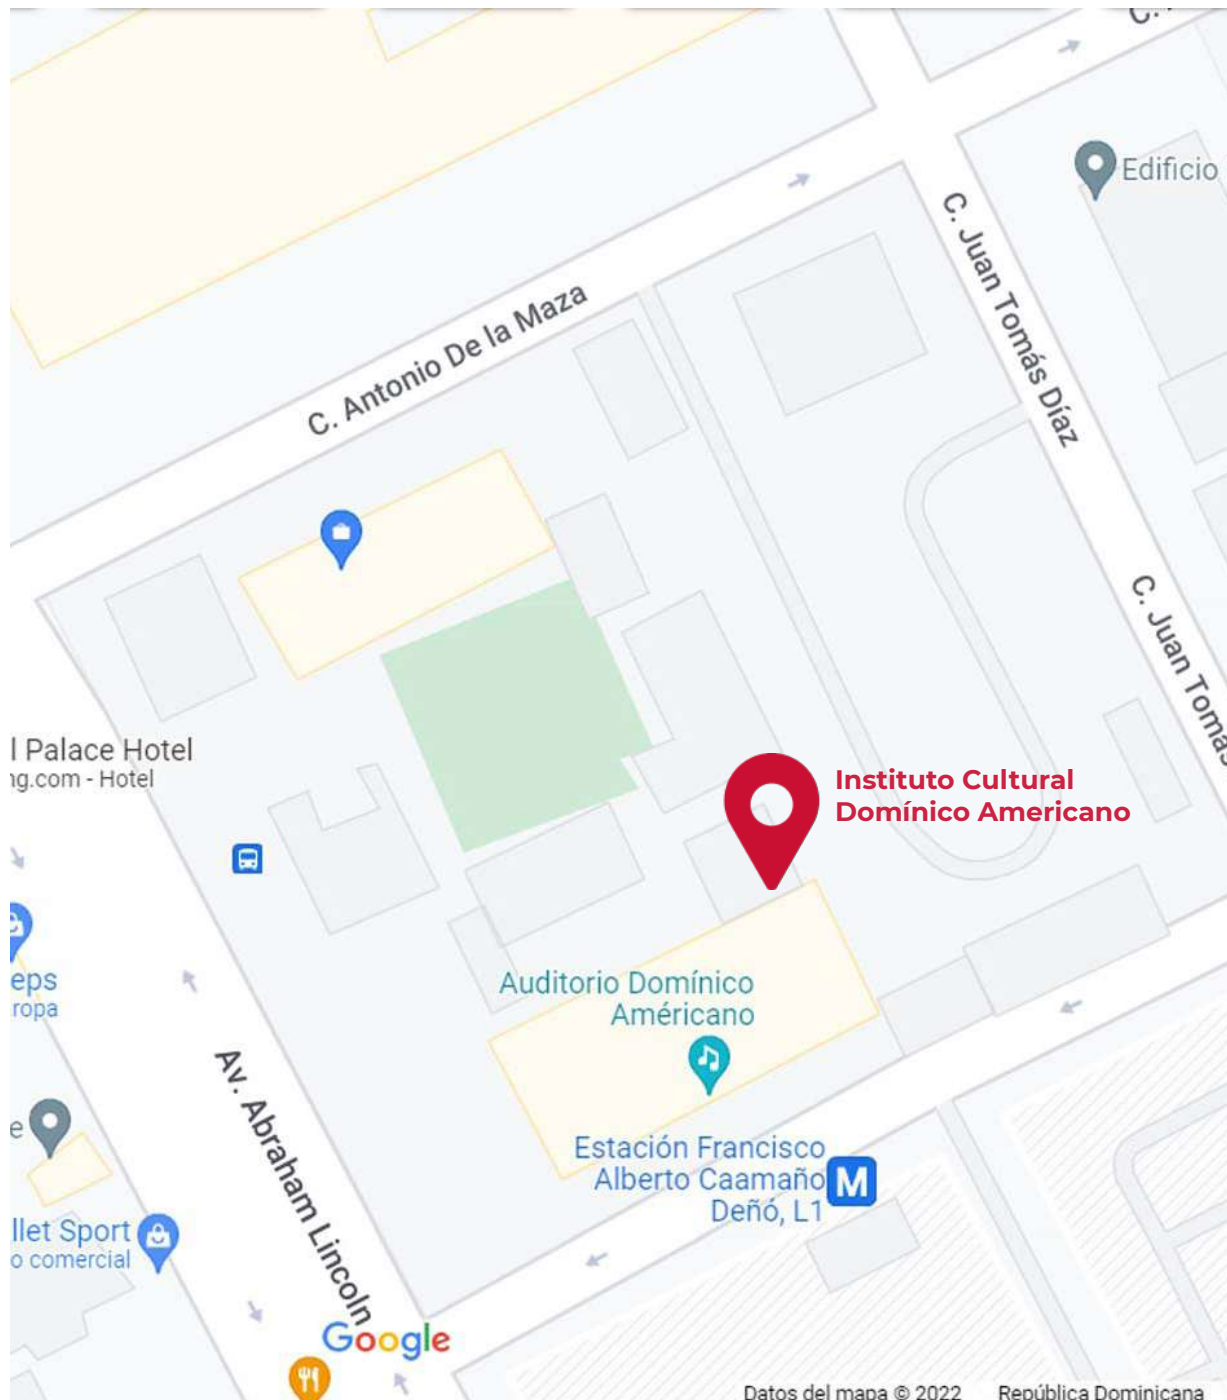 C.
Edificio
C. Juan Tomás Díaz
C. Antonio De la Maza
C. Juan Tomás
l Palace Hotel
ng.com - Hotel
Instituto Cultural
Domínico Americano
eps
ropa
Auditorio Domínico
Américano
Av. Abraham Lincoln
e
Estación Francisco
Alberto Caamaño
Deñó, L1
M
llet Sport
o comercial
Google
Datos del mapa © 2022 República Dominicana